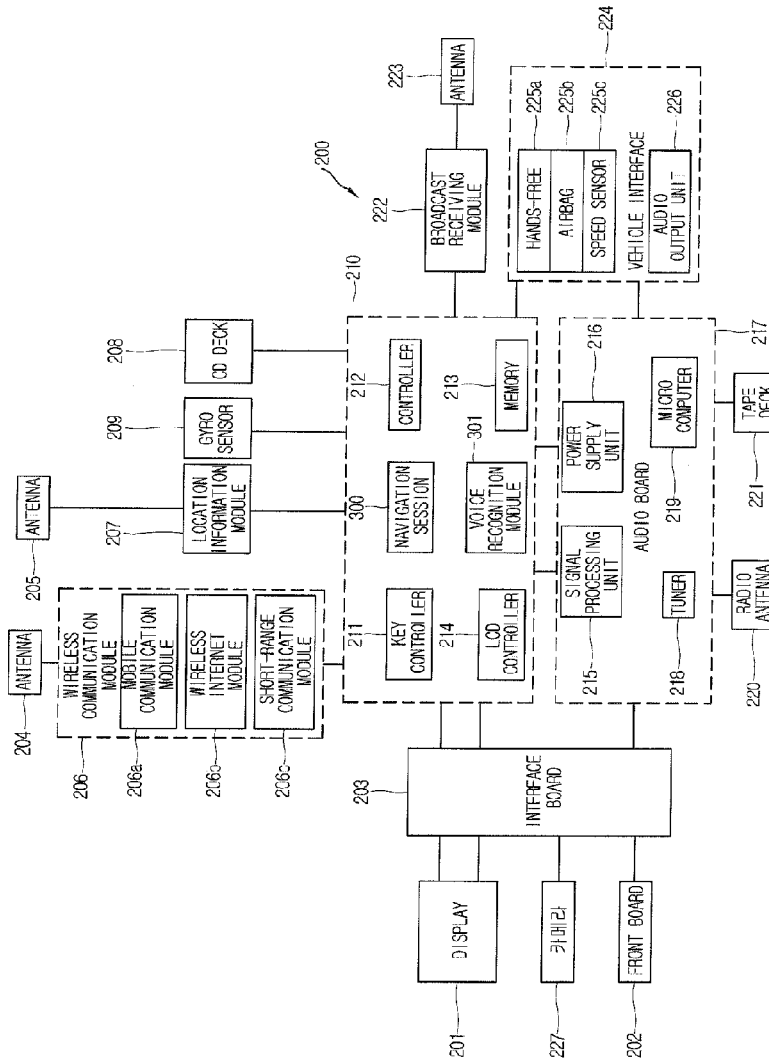 204
ANTENNA
206
WIRELESS
COMMUNICATION
MODULE
206a
MOBILE
COMMUNICATION
MODULE
206b
WIRELESS
INTERNET
MODULE
206c
SHORT-RANGE
COMMUNICATION
MODULE
205
ANTENNA
207
LOCATION
INFORMATION
MODULE
209
GYRO
SENSOR
208
CD DECK
200
222
BROADCAST
RECEIVING
MODULE
223
ANTENNA
210
211
KEY
CONTROLLER
300
NAVIGATION
SESSION
212
CONTROLLER
214
LCD
CONTROLLER
301
VOICE
RECOGNITION
MODULE
213
MEMORY
224
HANDS-FREE
225a
AIRBAG
225b
SPEED SENSOR
225c
VEHICLE INTERFACE
AUDIO
OUTPUT UNIT
226
201
DISPLAY
227
카메라
202
FRONT BOARD
203
INTERFACE
BOARD
215
SIGNAL
PROCESSING
UNIT
216
POWER
SUPPLY
UNIT
AUDIO BOARD
217
218
TUNER
219
MICRO
COMPUTER
220
RADIO
ANTENNA
221
TAPE
DECK